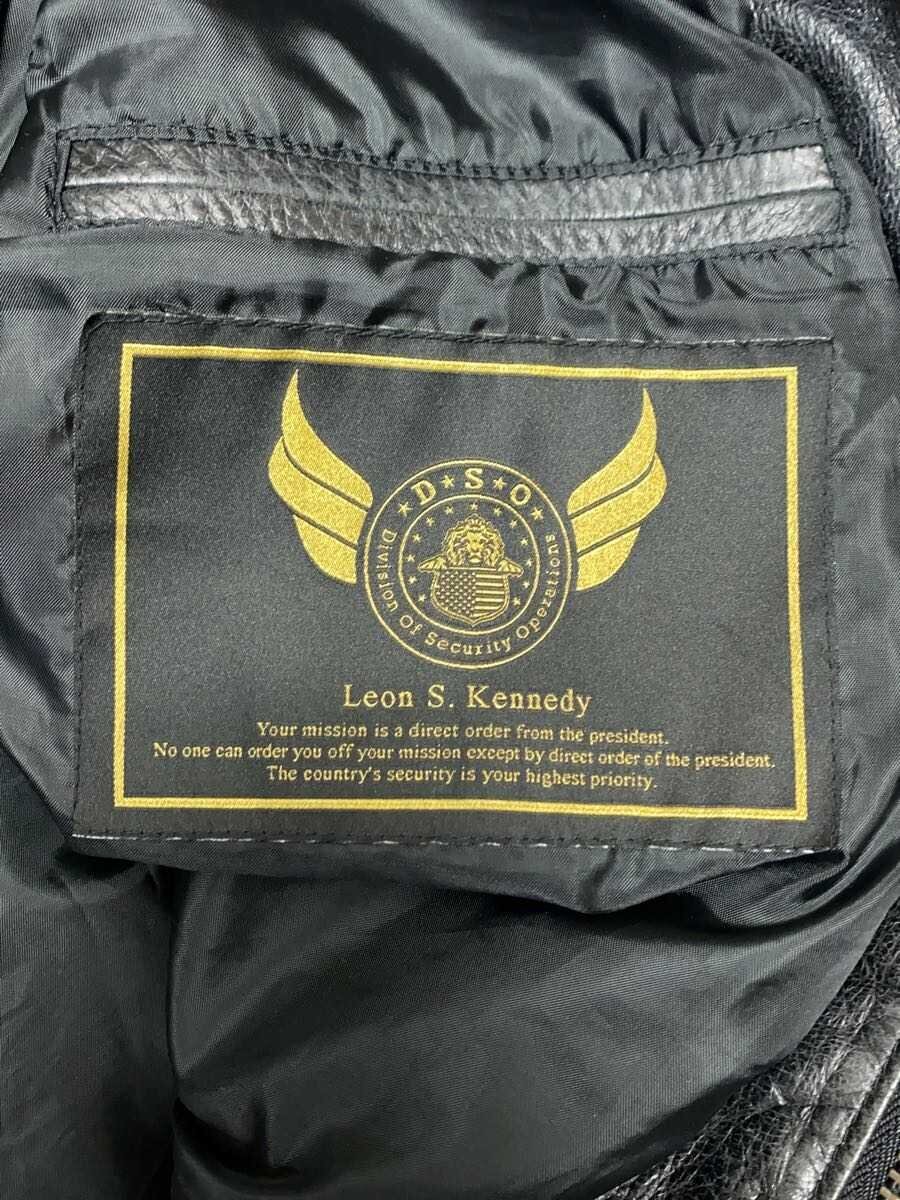 D★S★O
Division Of Security Operations
Leon S. Kennedy
Your mission is a direct order from the president.
No one can order you off your mission except by direct order of the president.
The country's security is your highest priority.